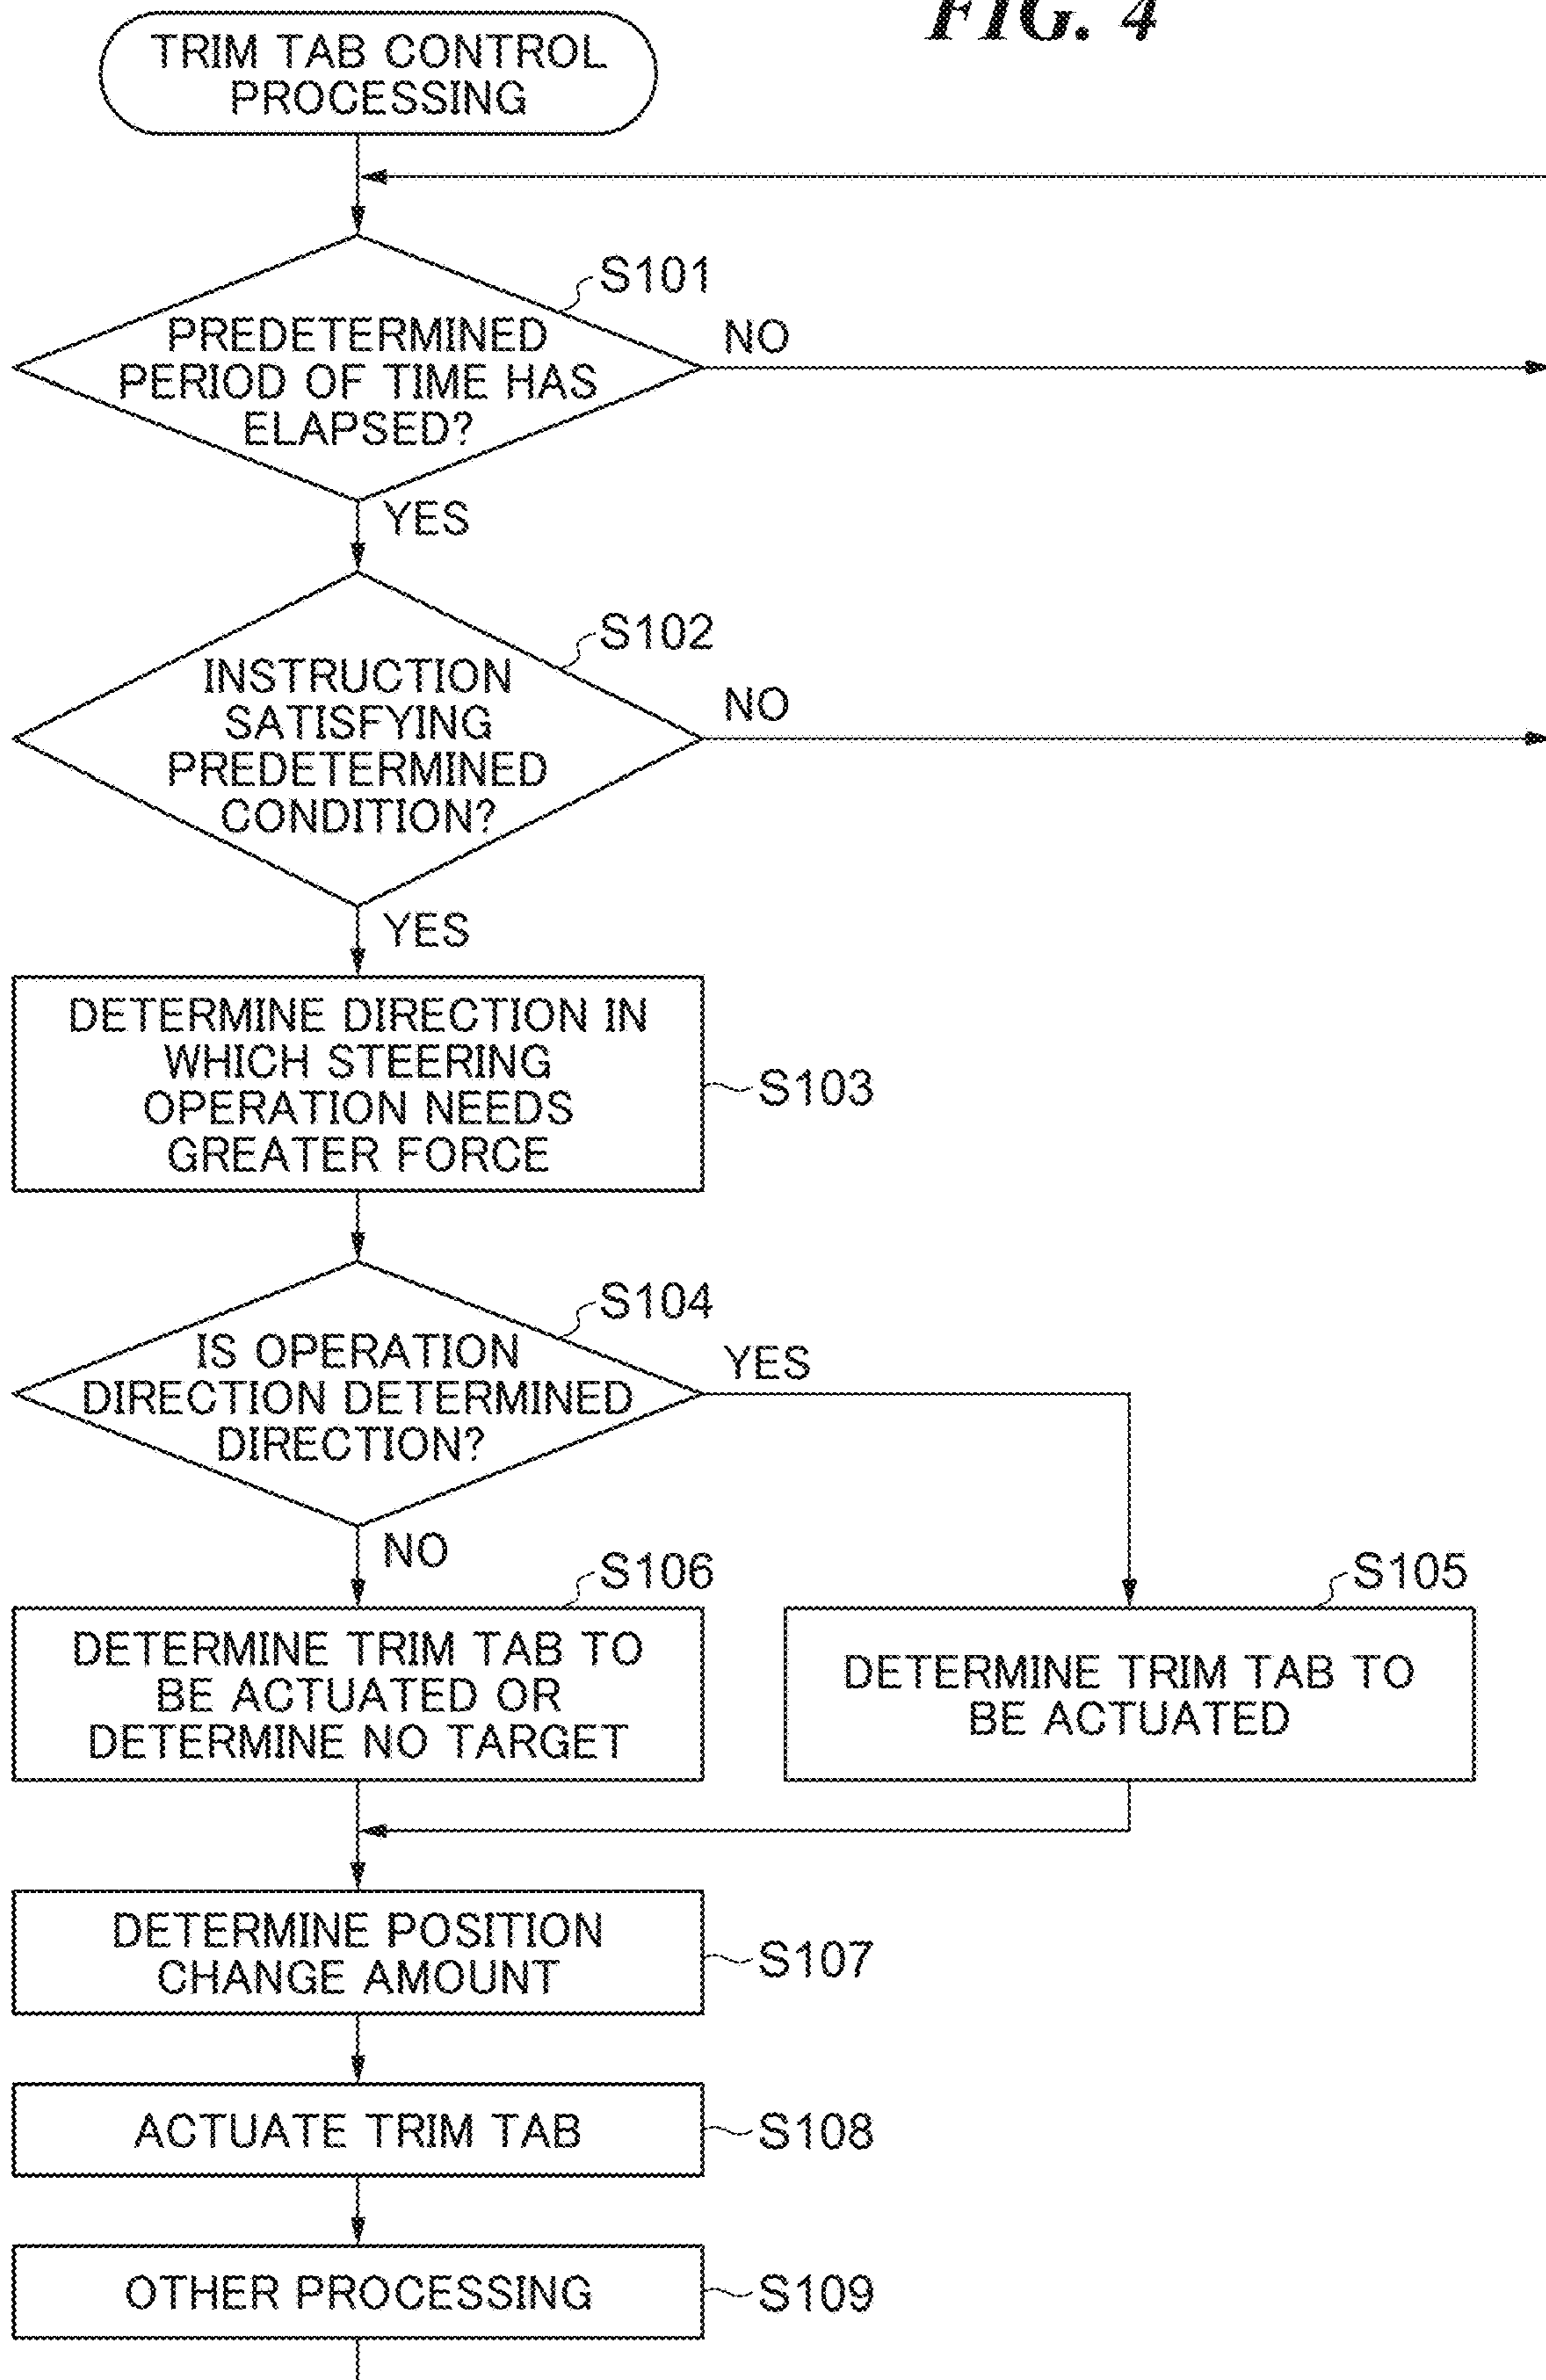 FIG. 4
TRIM TAB CONTROL
PROCESSING
S101
PREDETERMINED
PERIOD OF TIME HAS
ELAPSED?
NO
YES
S102
INSTRUCTION
SATISFYING
PREDETERMINED
CONDITION?
NO
YES
DETERMINE DIRECTION IN
WHICH STEERING
OPERATION NEEDS
GREATER FORCE
S103
S104
IS OPERATION
DIRECTION DETERMINED
DIRECTION?
YES
NO
S106
DETERMINE TRIM TAB TO
BE ACTUATED OR
DETERMINE NO TARGET
S105
DETERMINE TRIM TAB TO
BE ACTUATED
DETERMINE POSITION
CHANGE AMOUNT
S107
ACTUATE TRIM TAB
S108
OTHER PROCESSING
S109